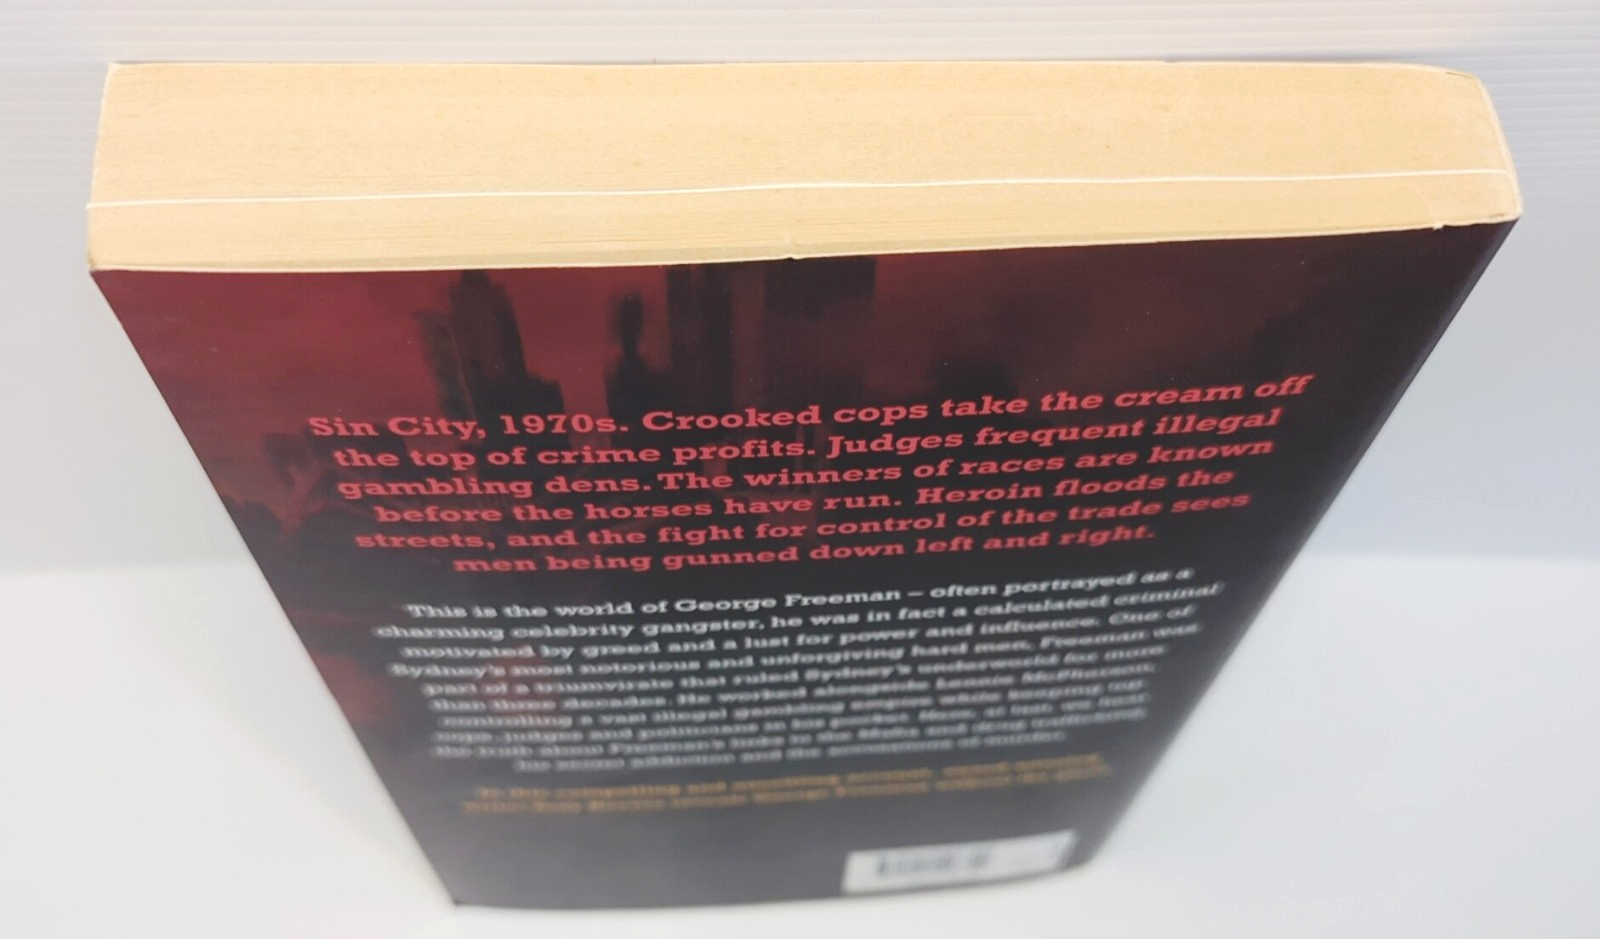 Sin City, 1970s. Crooked cops take the cream off
the top of crime profits. Judges frequent illegal
gambling dens. The winners of races are known
before the horses have run. Heroin floods the
streets, and the fight for control of the trade sees
men being gunned down left and right.
This is the world of George Freeman – often portrayed as a
charming celebrity gangster, he was in fact a calculated criminal
motivated by greed and a lust for power and influence. One of
Sydney's most notorious and unforgiving hard men, Freeman was
part of a triumvirate that ruled Sydney's underworld for more
than three decades. He worked alongside Lennie McPherson,
controlling a vast illegal gambling empire while keeping top
cops, judges and politicians in his pocket. Now, at last, we hear
the truth about Freeman's links to the Mafia and drug trafficking,
his